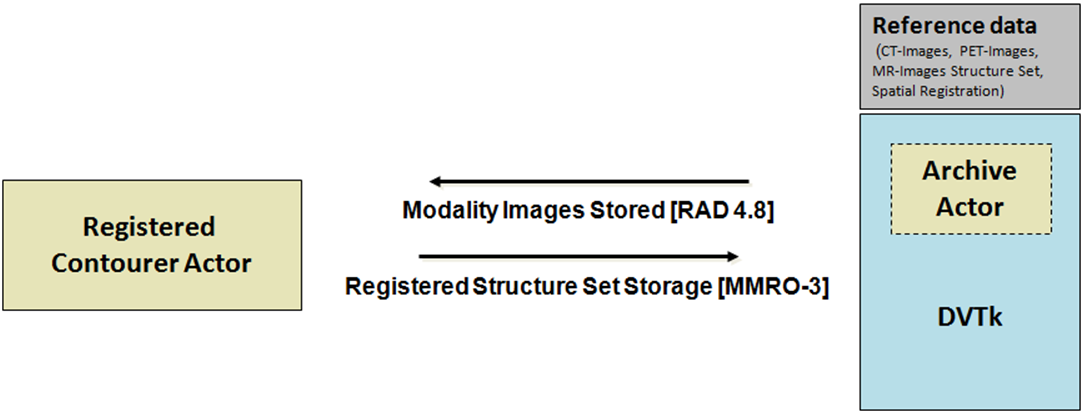 Reference data
(CT-Images, PET-Images,
MR-Images Structure Set,
Spatial Registration)
Archive
Actor
Modality Images Stored [RAD 4.8]
Registered
Contourer Actor
Registered Structure Set Storage [MMRO-3]
DVTk